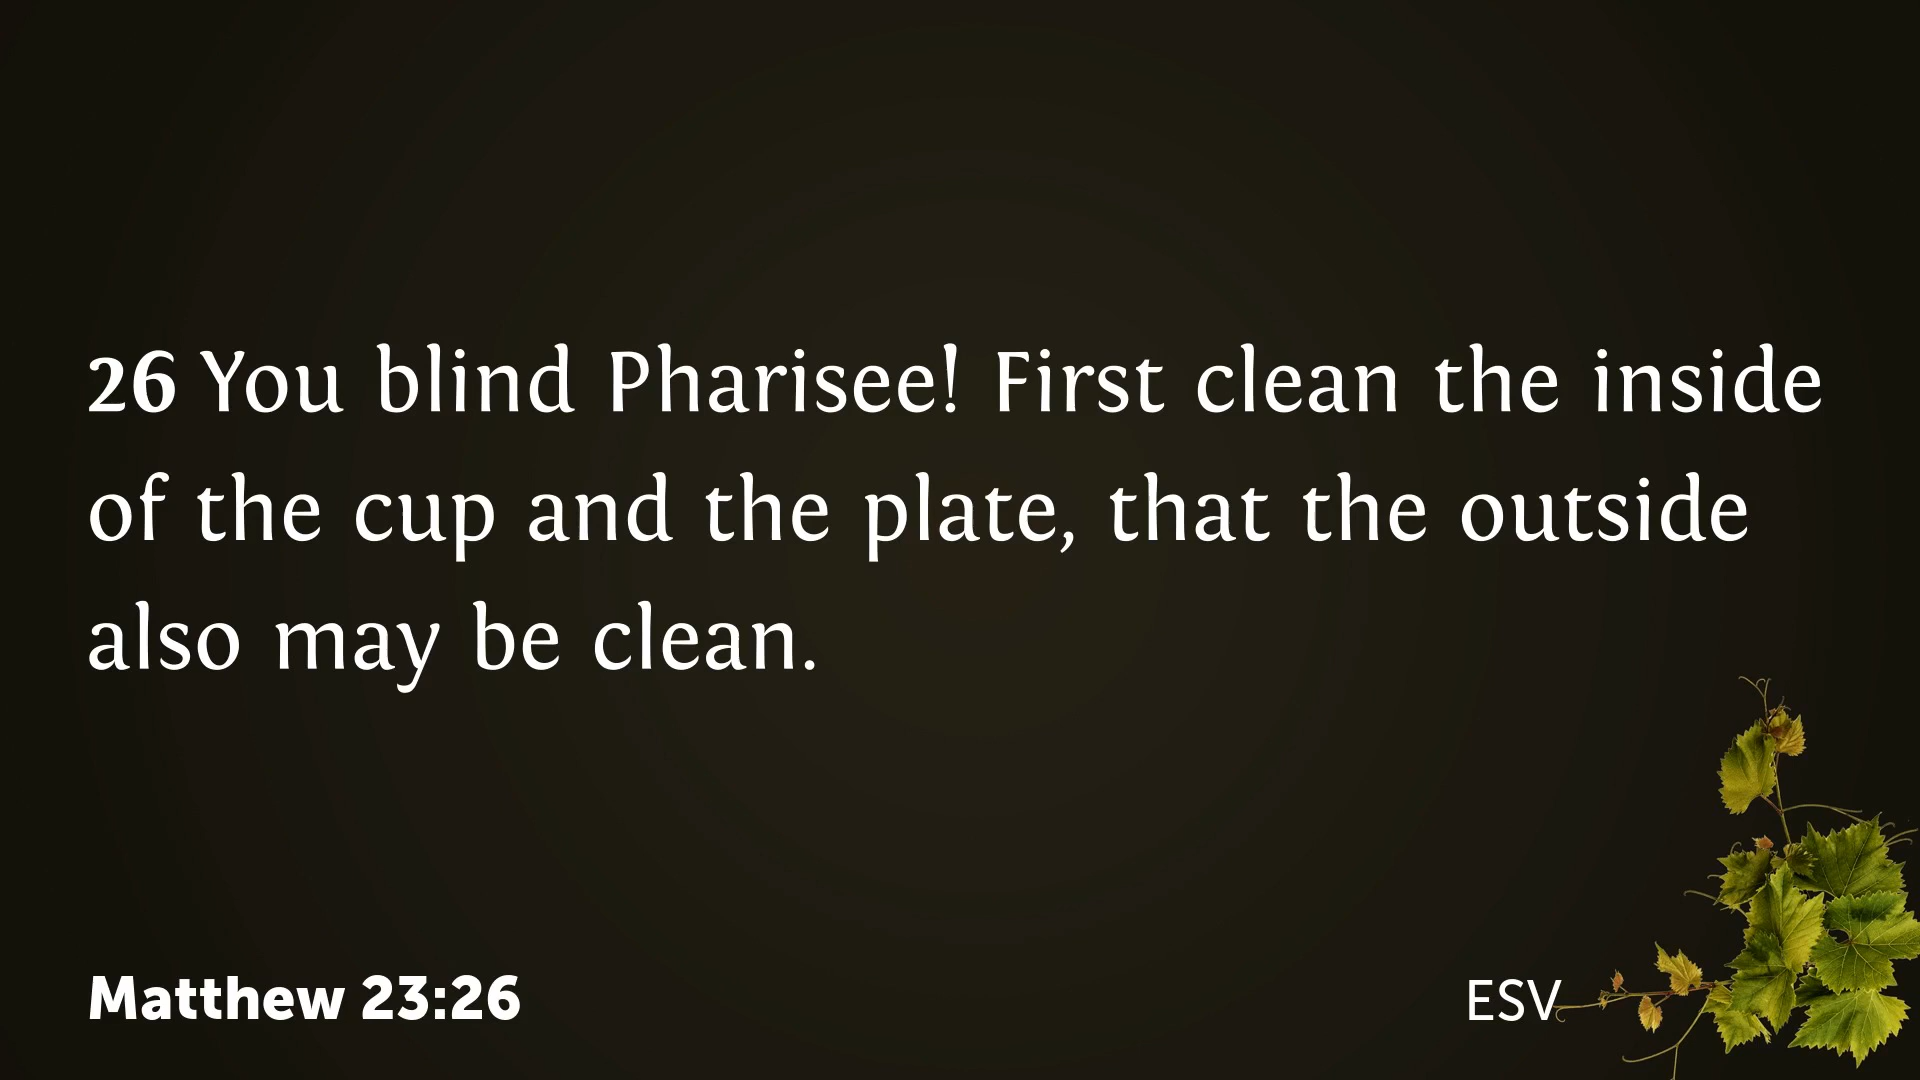 26 You blind Pharisee! First clean the inside
of the cup and the plate, that the outside
also may be clean.
Matthew 23:26
ESV